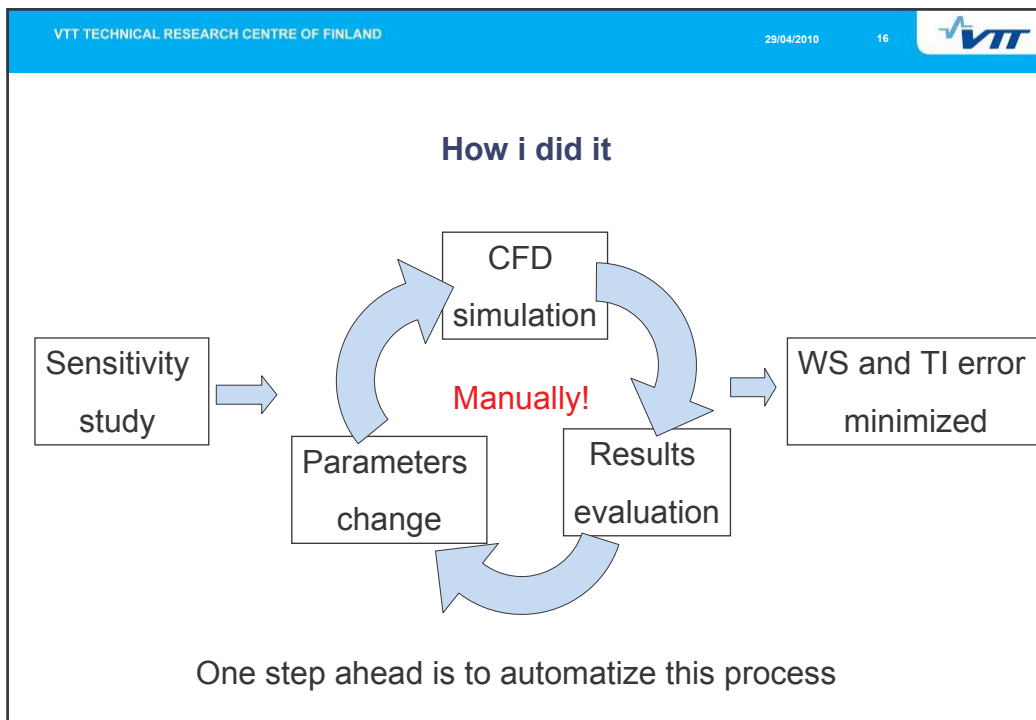 VTT TECHNICAL RESEARCH CENTRE OF FINLAND
29/04/2010
16
VTT
How i did it
CFD
simulation
Sensitivity
study
Manually!
WS and TI error
minimized
Parameters
change
Results
evaluation
One step ahead is to automatize this process